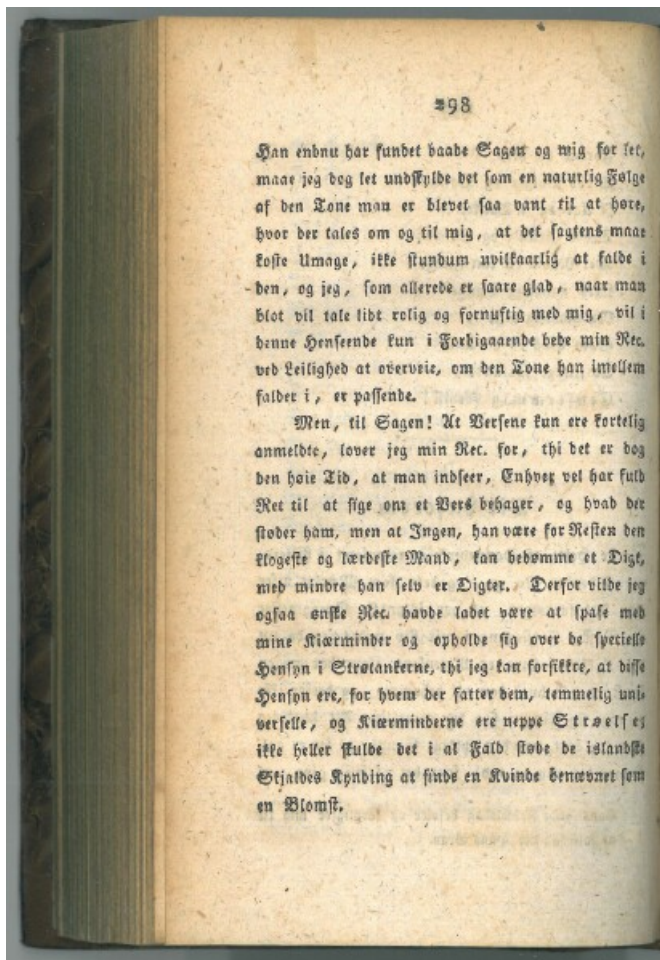 298
Han endnu har fundet baade Sagen og mig for let,
maae jeg dog let undskylde det som en naturlig Følge
af den Tone man er blevet saa vant til at høre,
hvor der tales om og til mig, at det sagtens maae
koste Umage, ikke stundum uvilkaarlig at falde i
den, og jeg, som allerede er saare glad, naar man
blot vil tale lidt rolig og fornuftig med mig, vil i
denne Henseende kun i Forbigaaende bede min Rec.
ved Leilighed at overveie, om den Tone han imellem
falder i, er passende.
Men, til Sagen! At Versene kun ere kortelig
anmeldte, lover jeg min Rec. for, thi det er dog
den høie Tid, at man indseer, Enhver vel har fuld
Ret til at sige om et Vers behager, og hvad der
støder ham, men at Ingen, han være for Resten den
klogeste og lærdeste Mand, kan bedømme et Digt,
med mindre han selv er Digter. Derfor vilde jeg
ogsaa ønske Rec. havde ladet være at spase med
mine Kiærminder og opholde sig over de specielle
Hensyn i Strøtankerne, thi jeg kan forsikkre, at disse
Hensyn ere, for hvem der fatter dem, temmelig uni-
verselle, og Kiærminderne ere neppe Strøelse;
ikke heller skulde det i al Fald støde de islandske
Skjaldes Kynding at finde en Kvinde benævnet som
en Blomst.